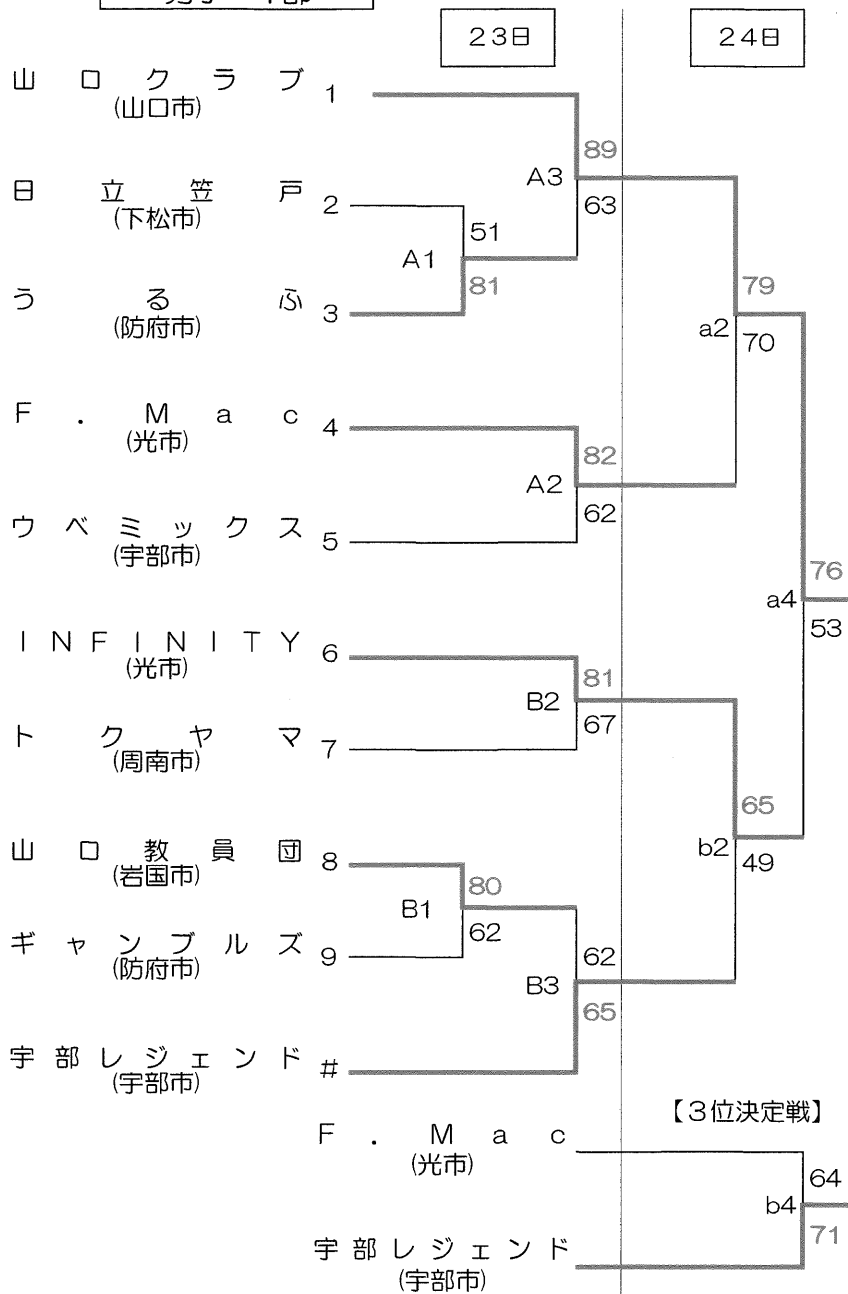 23日 24日
山口クラブ 1
(山口市)
89
A3
63
日立笠戸 2
(下松市)
51
A1
81
うるふ 3
(防府市)
79
a2
70
F.Mac 4
(光市)
82
A2
62
ウベミックス 5
(宇部市)
76
a4
53
INFINITY 6
(光市)
81
B2
67
トクヤマ 7
(周南市)
65
b2
49
山口教員団 8
(岩国市)
80
B1
62
ギャンブルズ 9
(防府市)
62
B3
65
宇部レジェンド #
(宇部市)
【3位決定戦】
F.Mac
(光市)
64
b4
71
宇部レジェンド
(宇部市)